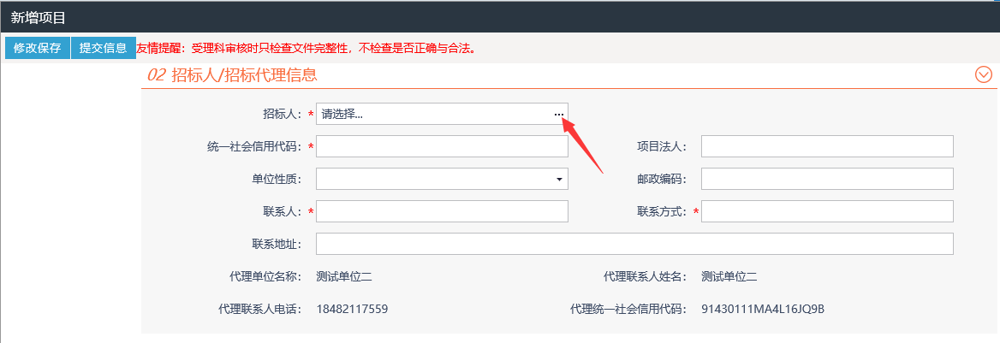 新增项目
修改保存 提交信息 友情提醒：受理科审核时只检查文件完整性，不检查是否正确与合法。
02 招标人/招标代理信息
招标人：* 请选择... ...
统一社会信用代码：* 项目法人：
单位性质： 邮政编码：
联系人：* 联系方式：*
联系地址：
代理单位名称： 测试单位二 代理联系人姓名： 测试单位二
代理联系人电话： 18482117559 代理统一社会信用代码： 91430111MA4L16JQ9B